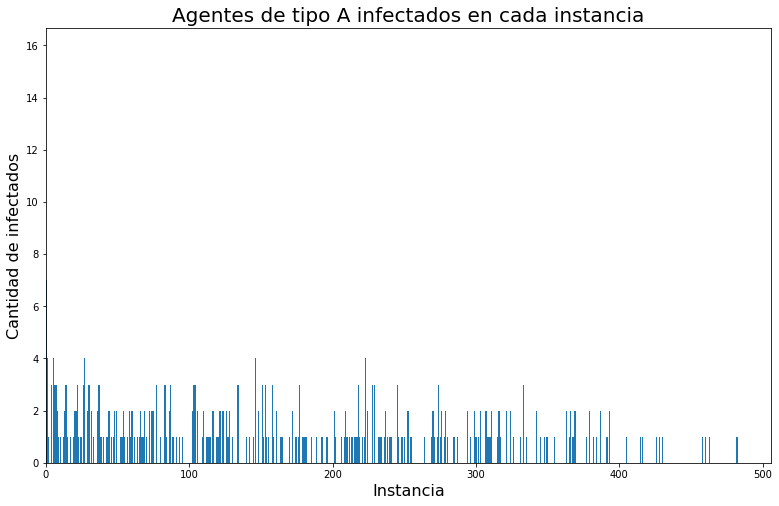 Agentes de tipo A infectados en cada instancia
Cantidad de infectados
16
14
12
10
8
6
4
2
0
0 100 200 300 400 500
Instancia